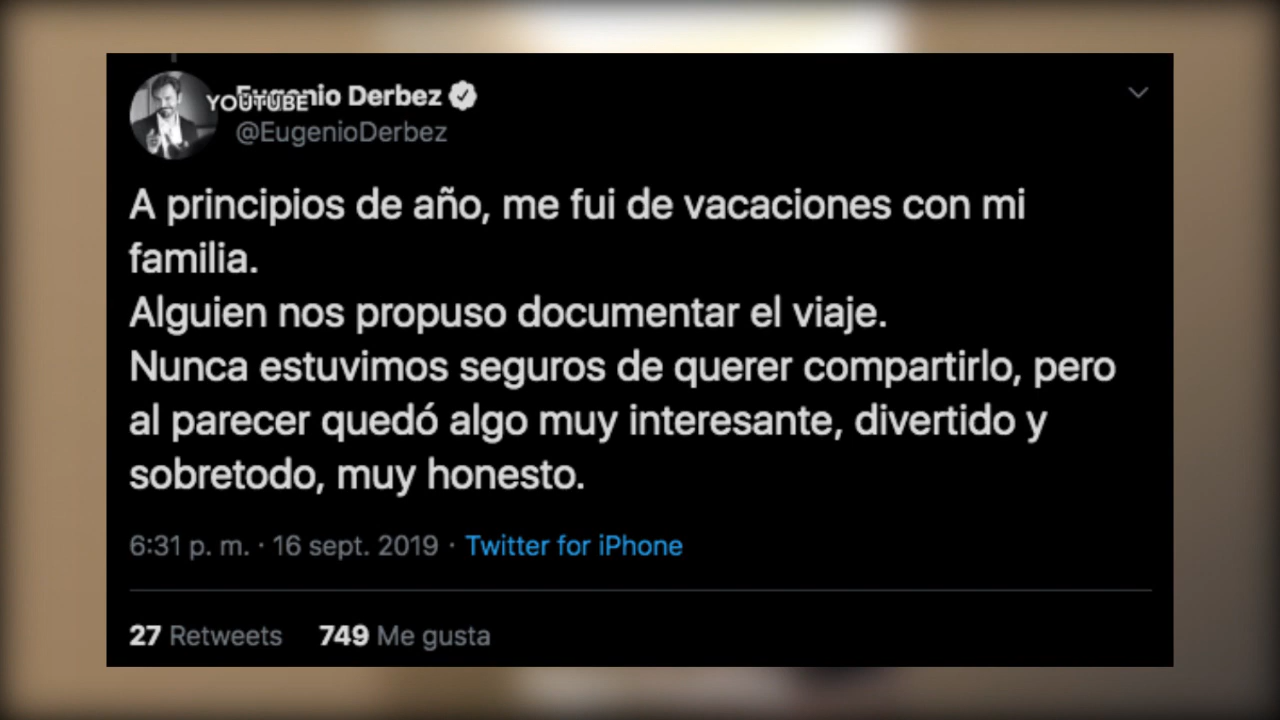 YOUTUBE
Eugenio Derbez
@EugenioDerbez
A principios de año, me fui de vacaciones con mi
familia.
Alguien nos propuso documentar el viaje.
Nunca estuvimos seguros de querer compartirlo, pero
al parecer quedó algo muy interesante, divertido y
sobretodo, muy honesto.
6:31 p. m. · 16 sept. 2019 · Twitter for iPhone
27 Retweets 749 Me gusta